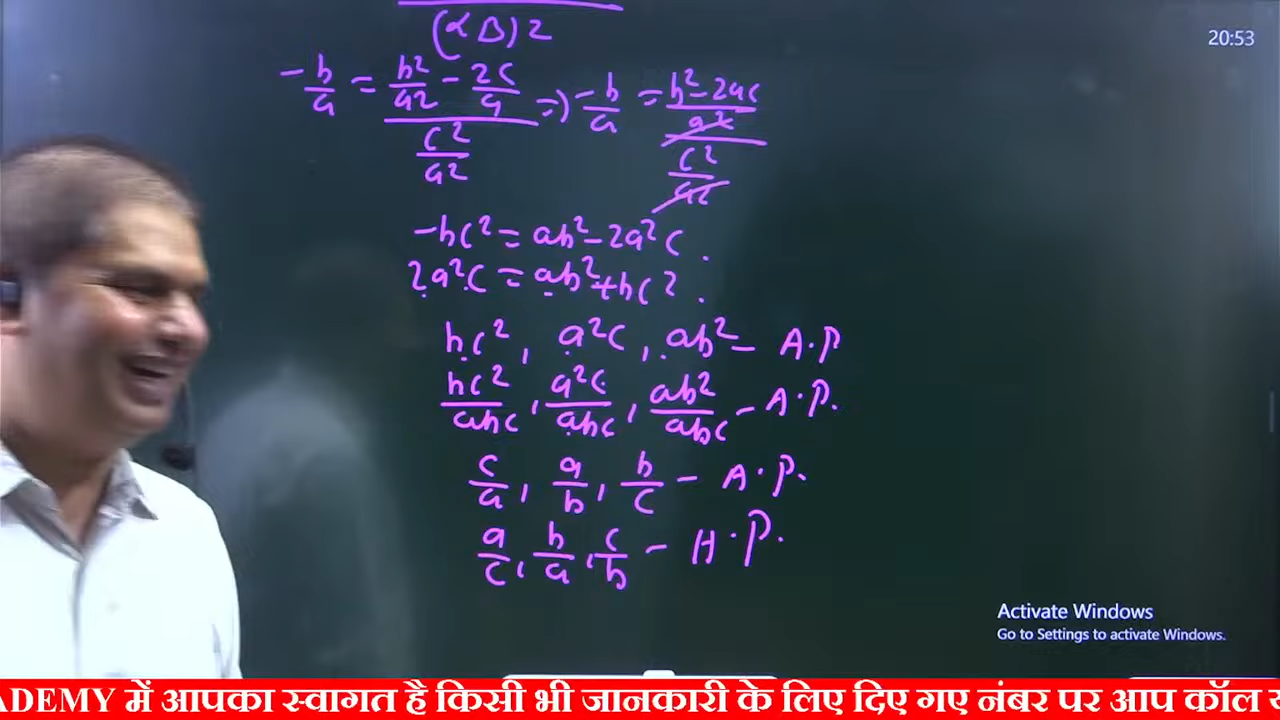 20:53
(αβ)2
-b/a = (b²/a2 - 2c/a) / (c²/a2) => -b/a = ((b²-2ac)/a²) / (c²/a2)
-bc² = ab²-2a²c.
2a²c = ab²+bc².
bc², a²c, ab² - A.P
bc²/abc, a²c/abc, ab²/abc - A.P.
c/a, a/b, b/c - A.P.
a/c, b/a, c/b - H.P.
Activate Windows
Go to Settings to activate Windows.
ADEMY में आपका स्वागत है किसी भी जानकारी के लिए दिए गए नंबर पर आप कॉल